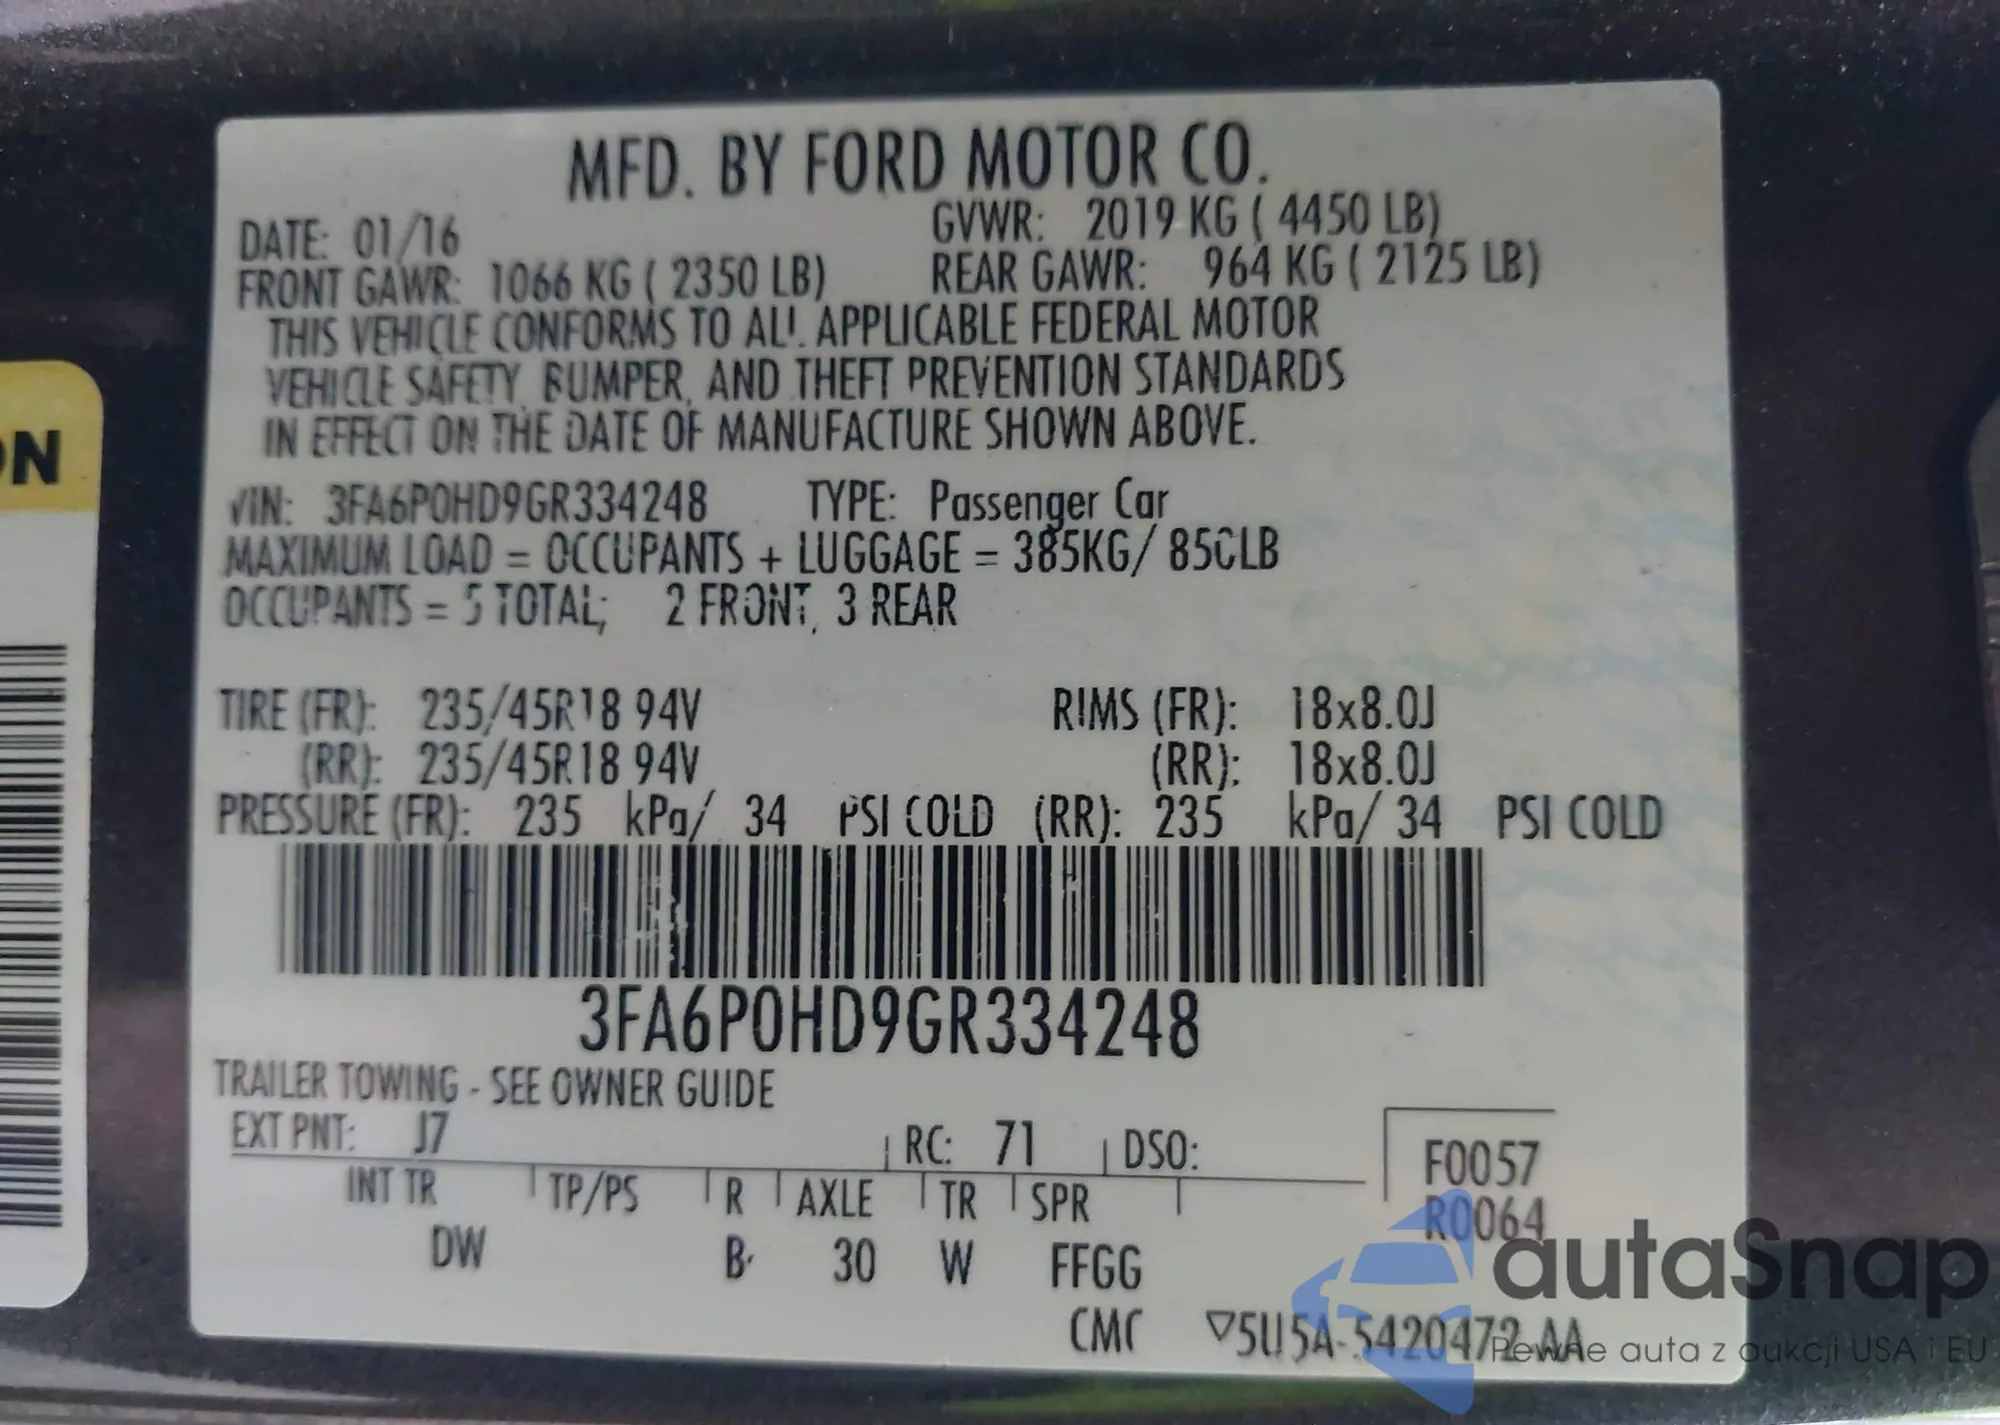 MFD. BY FORD MOTOR CO.
DATE: 01/16 GVWR: 2019 KG ( 4450 LB)
FRONT GAWR: 1066 KG ( 2350 LB) REAR GAWR: 964 KG ( 2125 LB)
THIS VEHICLE CONFORMS TO ALL APPLICABLE FEDERAL MOTOR
VEHICLE SAFETY, BUMPER, AND THEFT PREVENTION STANDARDS
IN EFFECT ON THE DATE OF MANUFACTURE SHOWN ABOVE.
VIN: 3FA6P0HD9GR334248 TYPE: Passenger Car
MAXIMUM LOAD = OCCUPANTS + LUGGAGE = 385KG/ 850LB
OCCUPANTS = 5 TOTAL; 2 FRONT, 3 REAR
TIRE (FR): 235/45R18 94V RIMS (FR): 18x8.0J
(RR): 235/45R18 94V (RR): 18x8.0J
PRESSURE (FR): 235 kPa/ 34 PSI COLD (RR): 235 kPa/ 34 PSI COLD
3FA6P0HD9GR334248
TRAILER TOWING - SEE OWNER GUIDE
EXT PNT: J7 RC: 71 DSO: F0057
R0064
INT TR TP/PS R AXLE TR SPR
DW B 30 W FFGG
CMC ▽5U5A-5420472-AA
ON
autaSnap
Pewne auta z aukcji USA i EU